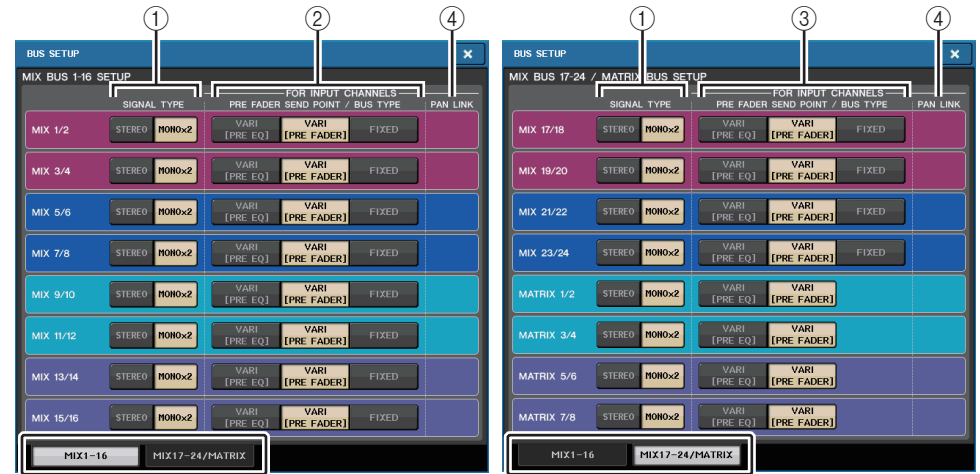 ① ② ④
BUS SETUP ×
MIX BUS 1-16 SETUP
FOR INPUT CHANNELS
SIGNAL TYPE PRE FADER SEND POINT / BUS TYPE PAN LINK
MIX 1/2 STEREO MONOx2 VARI [PRE EQ] VARI [PRE FADER] FIXED
MIX 3/4 STEREO MONOx2 VARI [PRE EQ] VARI [PRE FADER] FIXED
MIX 5/6 STEREO MONOx2 VARI [PRE EQ] VARI [PRE FADER] FIXED
MIX 7/8 STEREO MONOx2 VARI [PRE EQ] VARI [PRE FADER] FIXED
MIX 9/10 STEREO MONOx2 VARI [PRE EQ] VARI [PRE FADER] FIXED
MIX 11/12 STEREO MONOx2 VARI [PRE EQ] VARI [PRE FADER] FIXED
MIX 13/14 STEREO MONOx2 VARI [PRE EQ] VARI [PRE FADER] FIXED
MIX 15/16 STEREO MONOx2 VARI [PRE EQ] VARI [PRE FADER] FIXED
MIX1-16 MIX17-24/MATRIX
① ③ ④
BUS SETUP ×
MIX BUS 17-24 / MATRIX BUS SETUP
FOR INPUT CHANNELS
SIGNAL TYPE PRE FADER SEND POINT / BUS TYPE PAN LINK
MIX 17/18 STEREO MONOx2 VARI [PRE EQ] VARI [PRE FADER] FIXED
MIX 19/20 STEREO MONOx2 VARI [PRE EQ] VARI [PRE FADER] FIXED
MIX 21/22 STEREO MONOx2 VARI [PRE EQ] VARI [PRE FADER] FIXED
MIX 23/24 STEREO MONOx2 VARI [PRE EQ] VARI [PRE FADER] FIXED
MATRIX 1/2 STEREO MONOx2 VARI [PRE EQ] VARI [PRE FADER]
MATRIX 3/4 STEREO MONOx2 VARI [PRE EQ] VARI [PRE FADER]
MATRIX 5/6 STEREO MONOx2 VARI [PRE EQ] VARI [PRE FADER]
MATRIX 7/8 STEREO MONOx2 VARI [PRE EQ] VARI [PRE FADER]
MIX1-16 MIX17-24/MATRIX